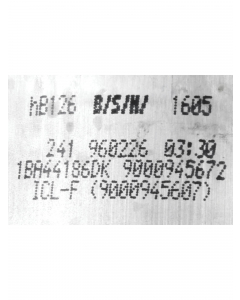 hB126 B/S/H/ 1605
241 960226 03:30
1BA44186DK 9000945672
ICL-F (9000945607)